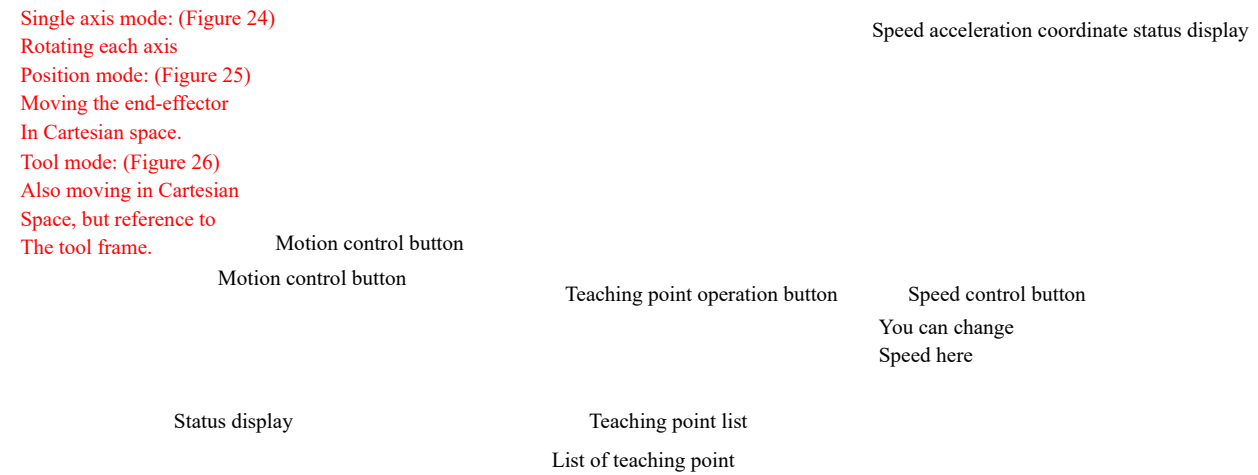 Single axis mode: (Figure 24)
Rotating each axis
Position mode: (Figure 25)
Moving the end-effector
In Cartesian space.
Tool mode: (Figure 26)
Also moving in Cartesian
Space, but reference to
The tool frame.
Speed acceleration coordinate status display
Motion control button
Motion control button
Teaching point operation button
Speed control button
You can change
Speed here
Status display
Teaching point list
List of teaching point